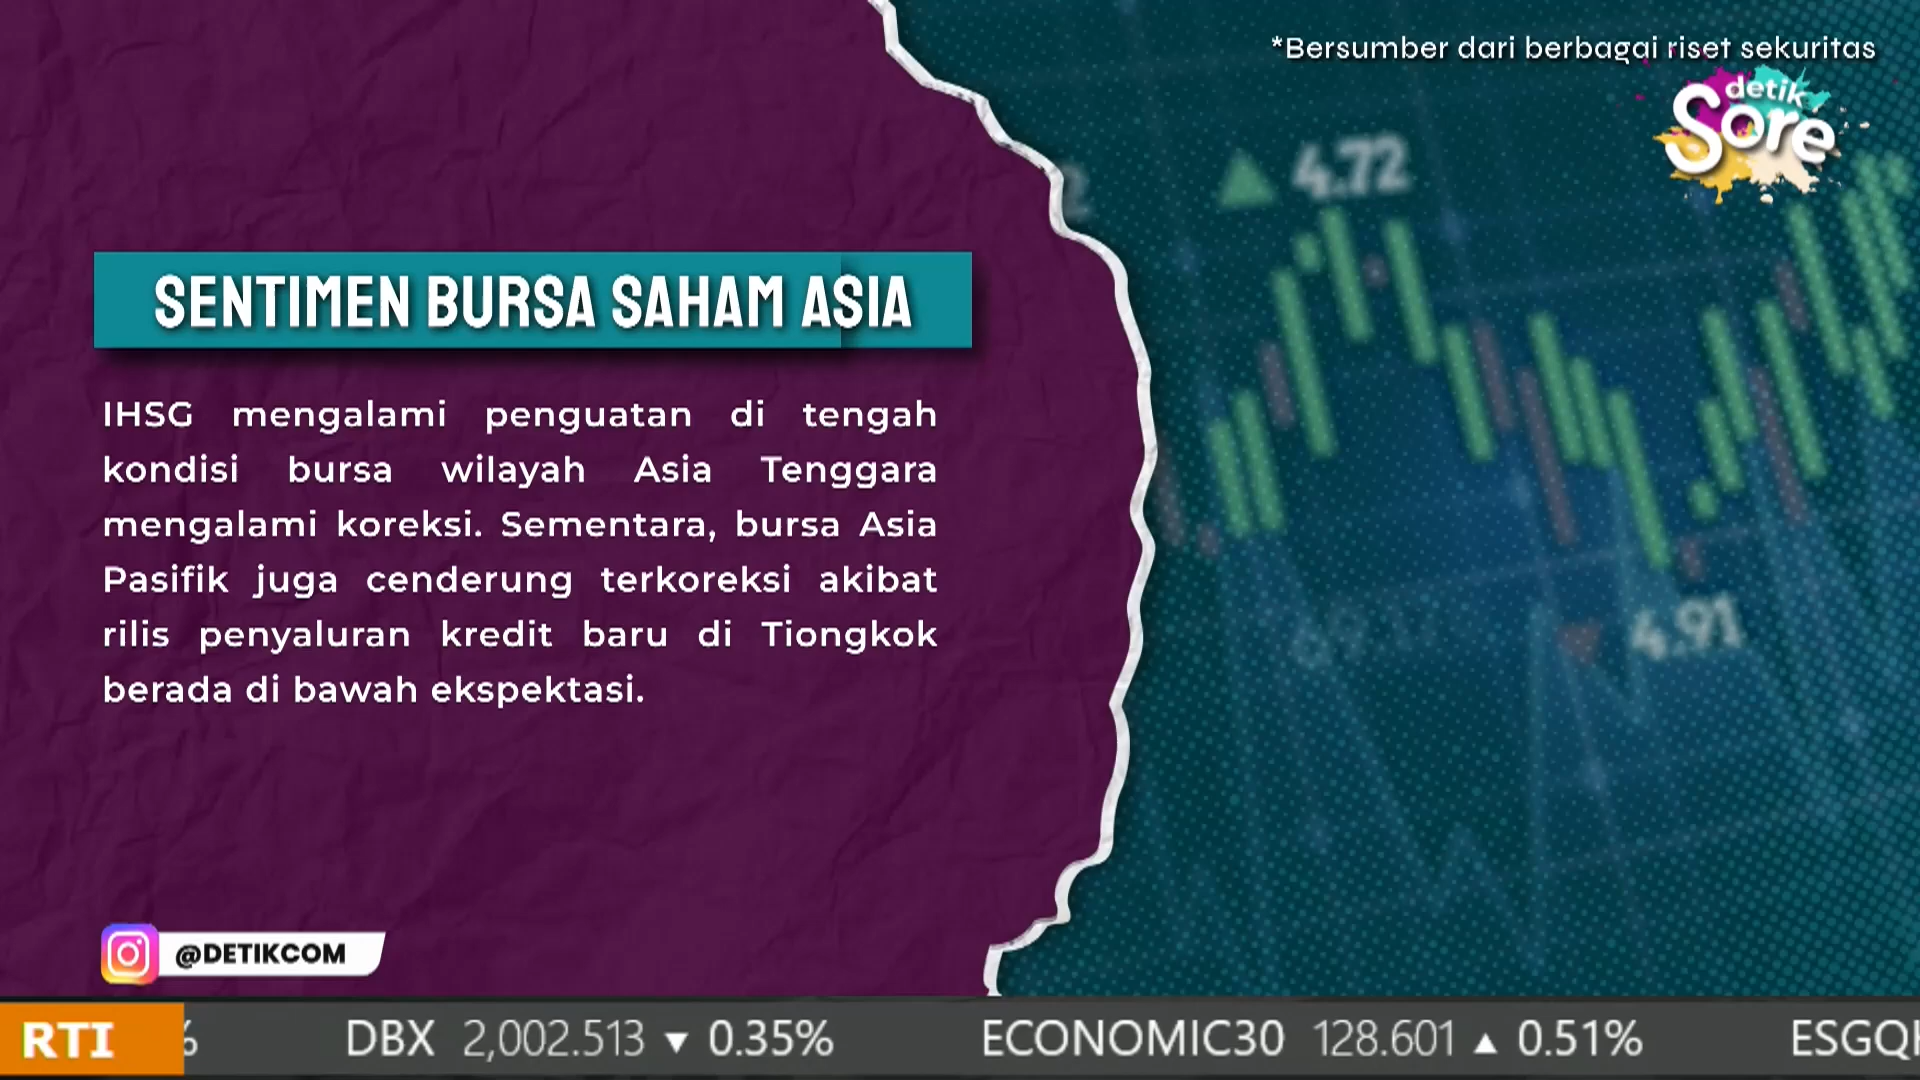 *Bersumber dari berbagai riset sekuritas
detik
Sore
4.72
SENTIMEN BURSA SAHAM ASIA
IHSG mengalami penguatan di tengah
kondisi bursa wilayah Asia Tenggara
mengalami koreksi. Sementara, bursa Asia
Pasifik juga cenderung terkoreksi akibat
rilis penyaluran kredit baru di Tiongkok
berada di bawah ekspektasi.
4.91
@DETIKCOM
RTI % DBX 2,002.513 ▼ 0.35% ECONOMIC30 128.601 ▲ 0.51%